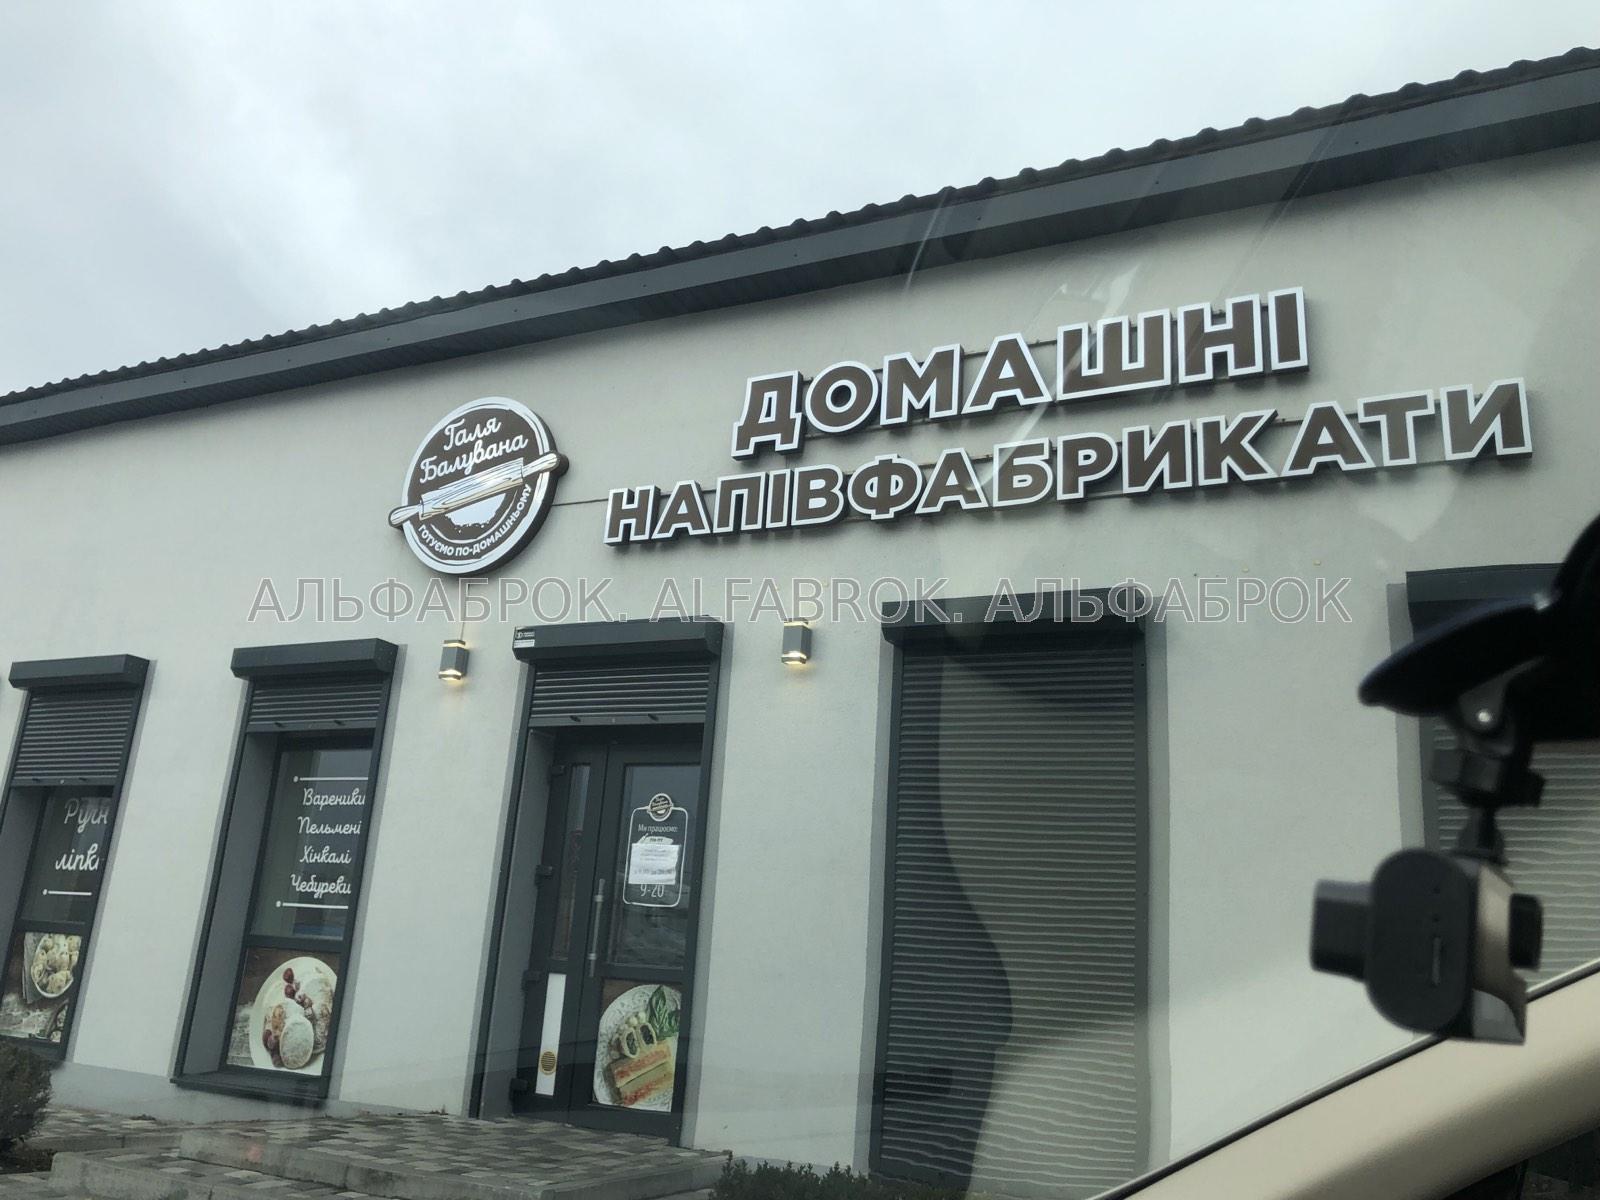 ДОМАШНІ
НАПІВФАБРИКАТИ
Галя
Балувана
ГОТУЄМО ПО-ДОМАШНЬОМУ
АЛЬФАБРОК. ALFABROK. АЛЬФАБРОК
Вареники
Пельмені
Хінкалі
Чебуреки
Ми працюємо:
9-20